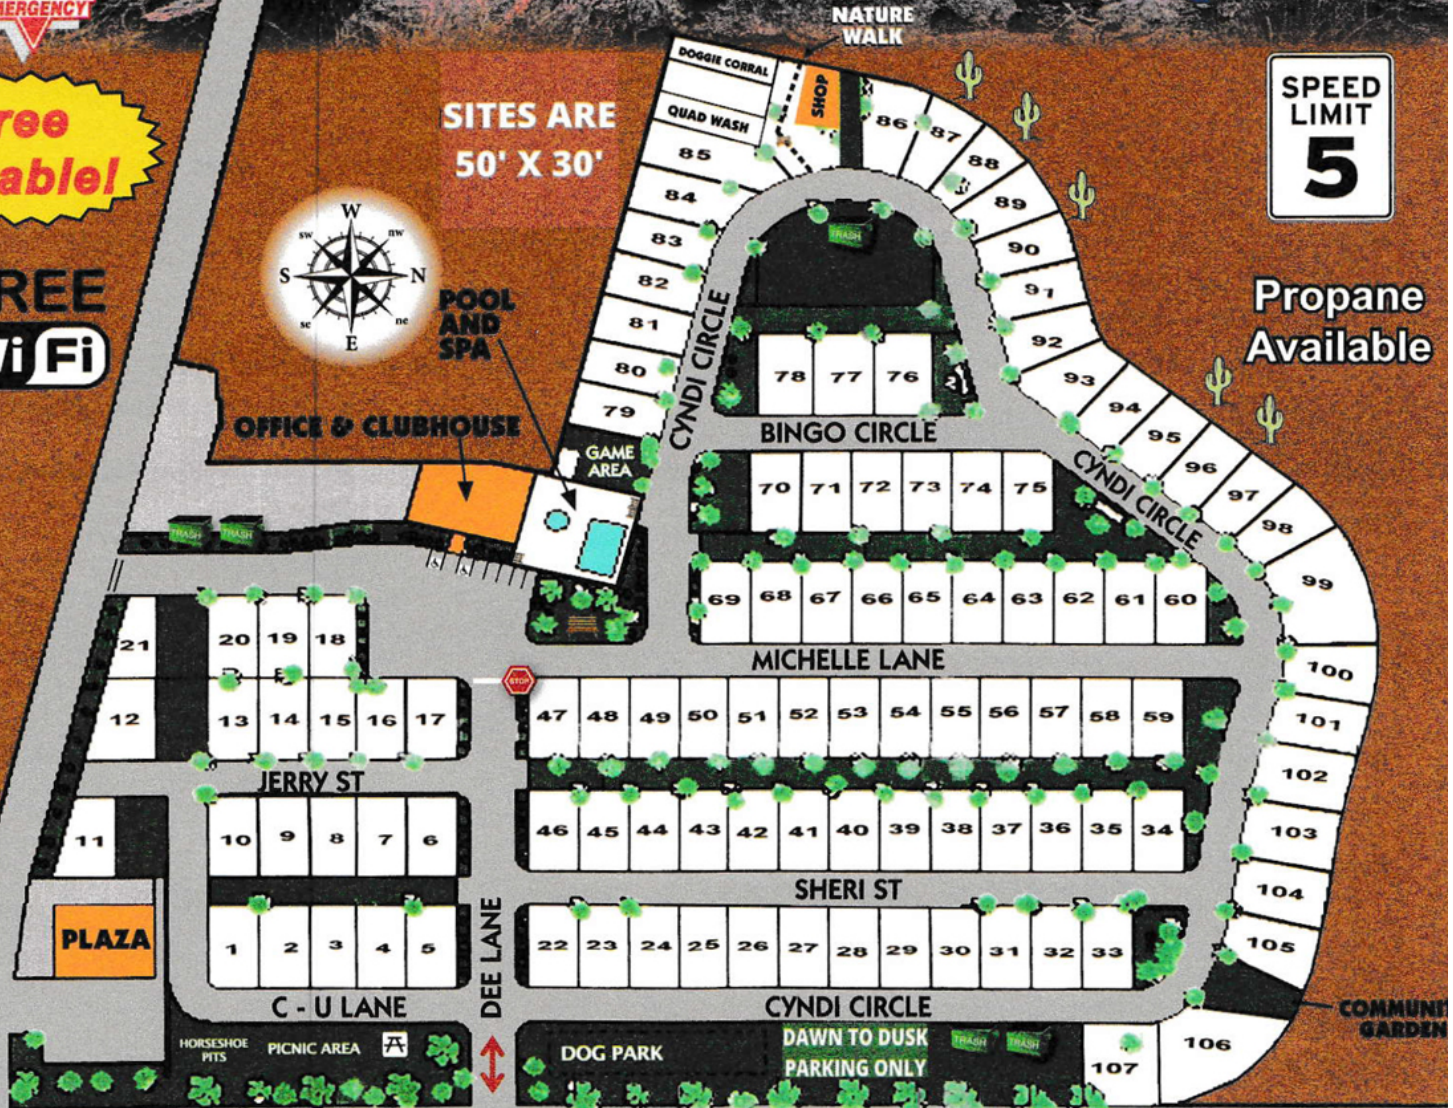 NATURE
WALK
DOGGIE CORRAL
SHOP
QUAD WASH
SITES ARE
50' X 30'
SPEED
LIMIT
5
Propane
Available
W
sw
nw
S
N
se
ne
E
POOL
AND
SPA
OFFICE & CLUBHOUSE
GAME
AREA
TRASH
85
84
83
82
81
80
79
86
87
88
89
90
91
92
93
94
95
96
97
98
99
100
101
102
103
104
105
106
107
CYNDI CIRCLE
78 77 76
BINGO CIRCLE
CYNDI CIRCLE
70 71 72 73 74 75
69 68 67 66 65 64 63 62 61 60
MICHELLE LANE
TRASH TRASH
21 20 19 18
STOP
12 13 14 15 16 17
47 48 49 50 51 52 53 54 55 56 57 58 59
JERRY ST
11 10 9 8 7 6
46 45 44 43 42 41 40 39 38 37 36 35 34
SHERI ST
PLAZA
1 2 3 4 5
DEE LANE
22 23 24 25 26 27 28 29 30 31 32 33
C - U LANE
CYNDI CIRCLE
HORSESHOE
PITS
PICNIC AREA
DOG PARK
DAWN TO DUSK
PARKING ONLY
TRASH TRASH
GARDEN
Fi